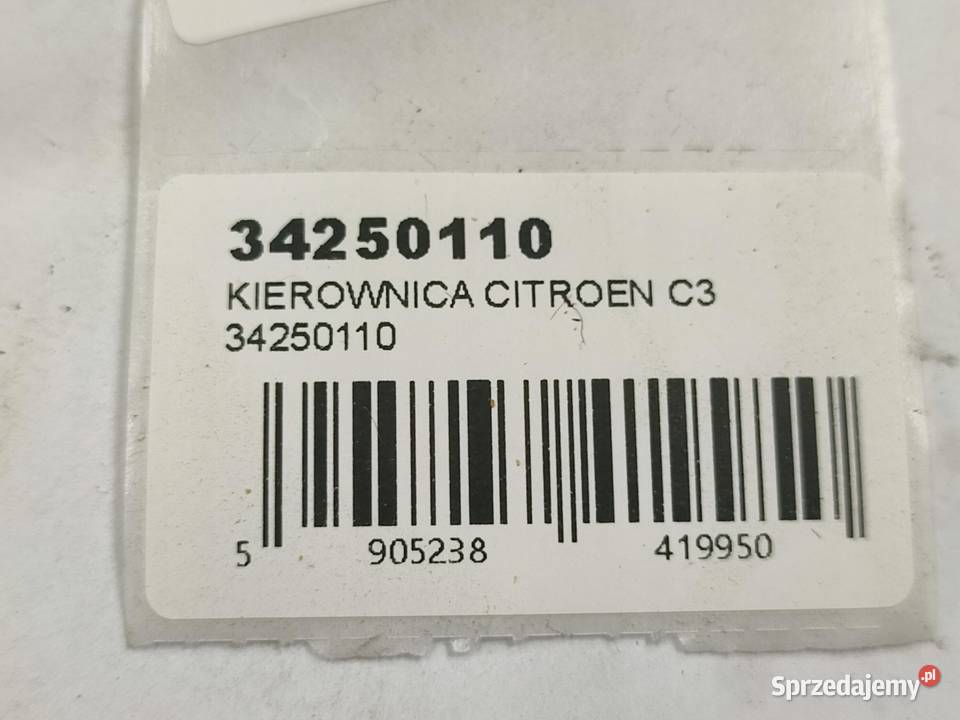 34250110
KIEROWNICA CITROEN C3
34250110
5 905238 419950
Sprzedajemy.pl